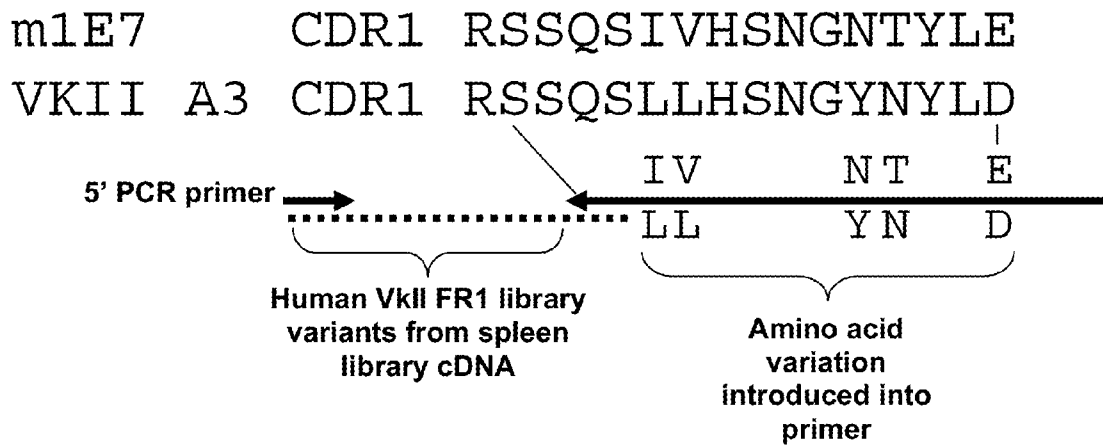 m1E7 CDR1 RSSQSIVHSNGNTYLE
VKII A3 CDR1 RSSQSLLHSNGYNYLD
IV NT E
5' PCR primer
LL YN D
Human VkII FR1 library
variants from spleen
library cDNA
Amino acid
variation
introduced into
primer